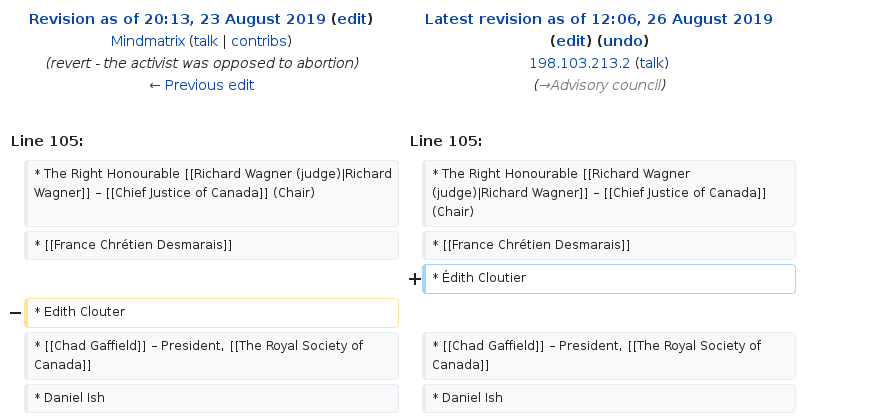 Revision as of 20:13, 23 August 2019 (edit)
Mindmatrix (talk | contribs)
(revert - the activist was opposed to abortion)
← Previous edit
Latest revision as of 12:06, 26 August 2019
(edit) (undo)
198.103.213.2 (talk)
(→Advisory council)
Line 105:
Line 105:
* The Right Honourable [[Richard Wagner (judge)|Richard
Wagner]] – [[Chief Justice of Canada]] (Chair)
* The Right Honourable [[Richard Wagner
(judge)|Richard Wagner]] – [[Chief Justice of Canada]]
(Chair)
* [[France Chrétien Desmarais]]
* [[France Chrétien Desmarais]]
+ * Édith Cloutier
− * Edith Clouter
* [[Chad Gaffield]] – President, [[The Royal Society of
Canada]]
* [[Chad Gaffield]] – President, [[The Royal Society of
Canada]]
* Daniel Ish
* Daniel Ish